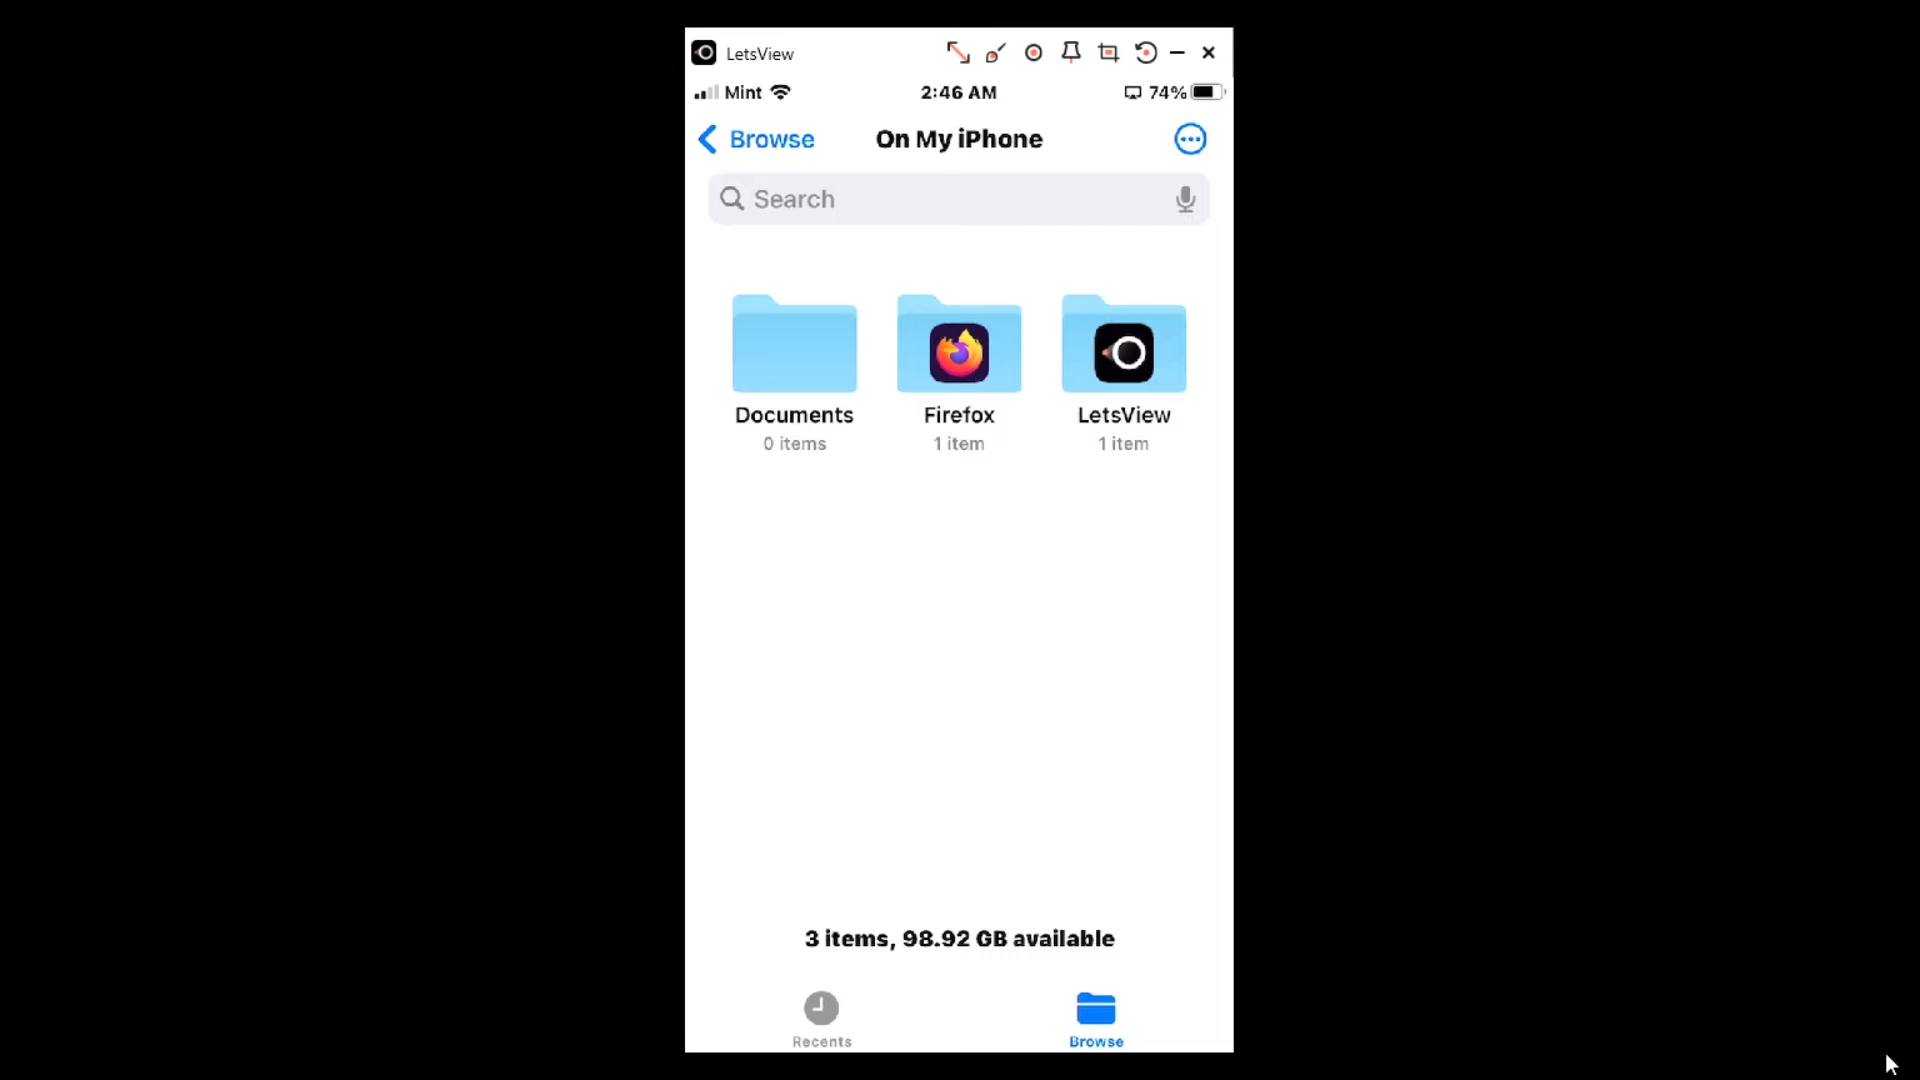 LetsView
Mint 2:46 AM 74%
Browse On My iPhone
Search
Documents Firefox LetsView
0 items 1 item 1 item
3 items, 98.92 GB available
Recents Browse